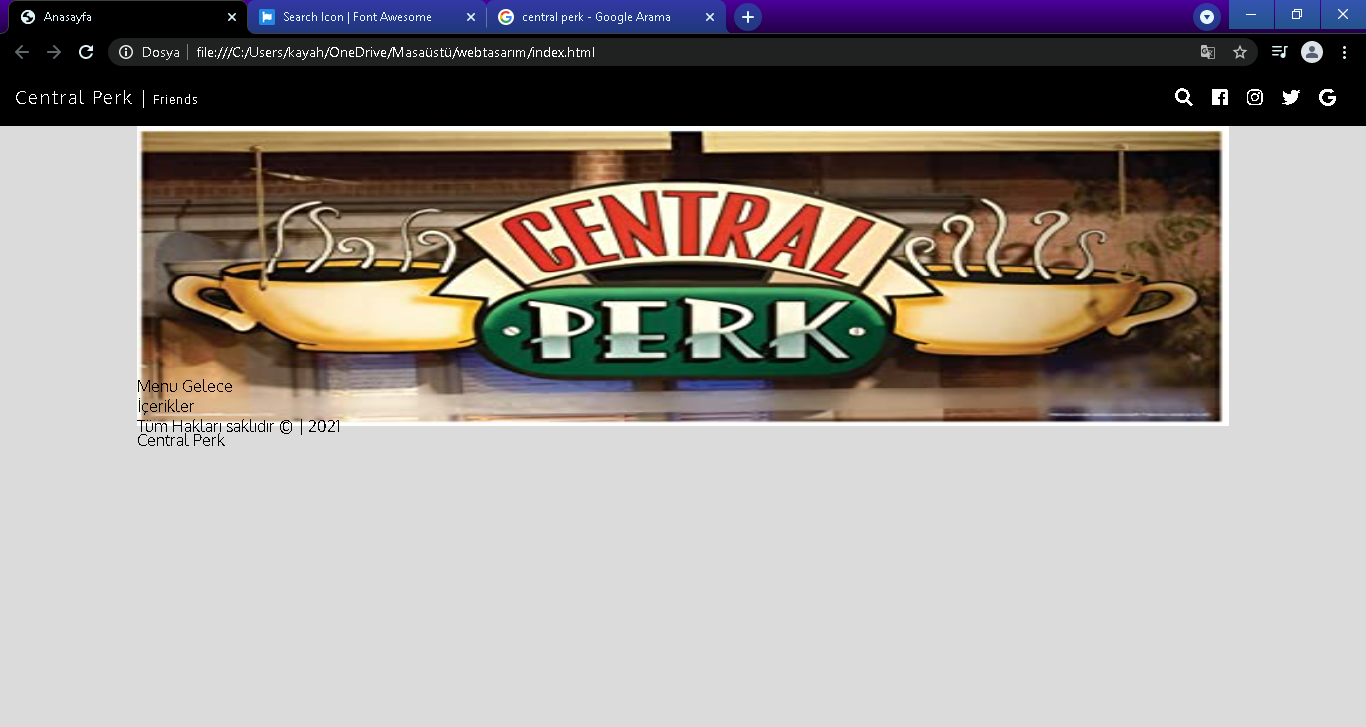 Anasayfa
Search Icon | Font Awesome
central perk - Google Arama
Dosya
file:///C:/Users/kayah/OneDrive/Masaüstü/webtasarim/index.html
Central Perk | Friends
CENTRAL
PERK
Menu Gelece
İçerikler
Tüm Hakları saklıdır © | 2021
Central Perk